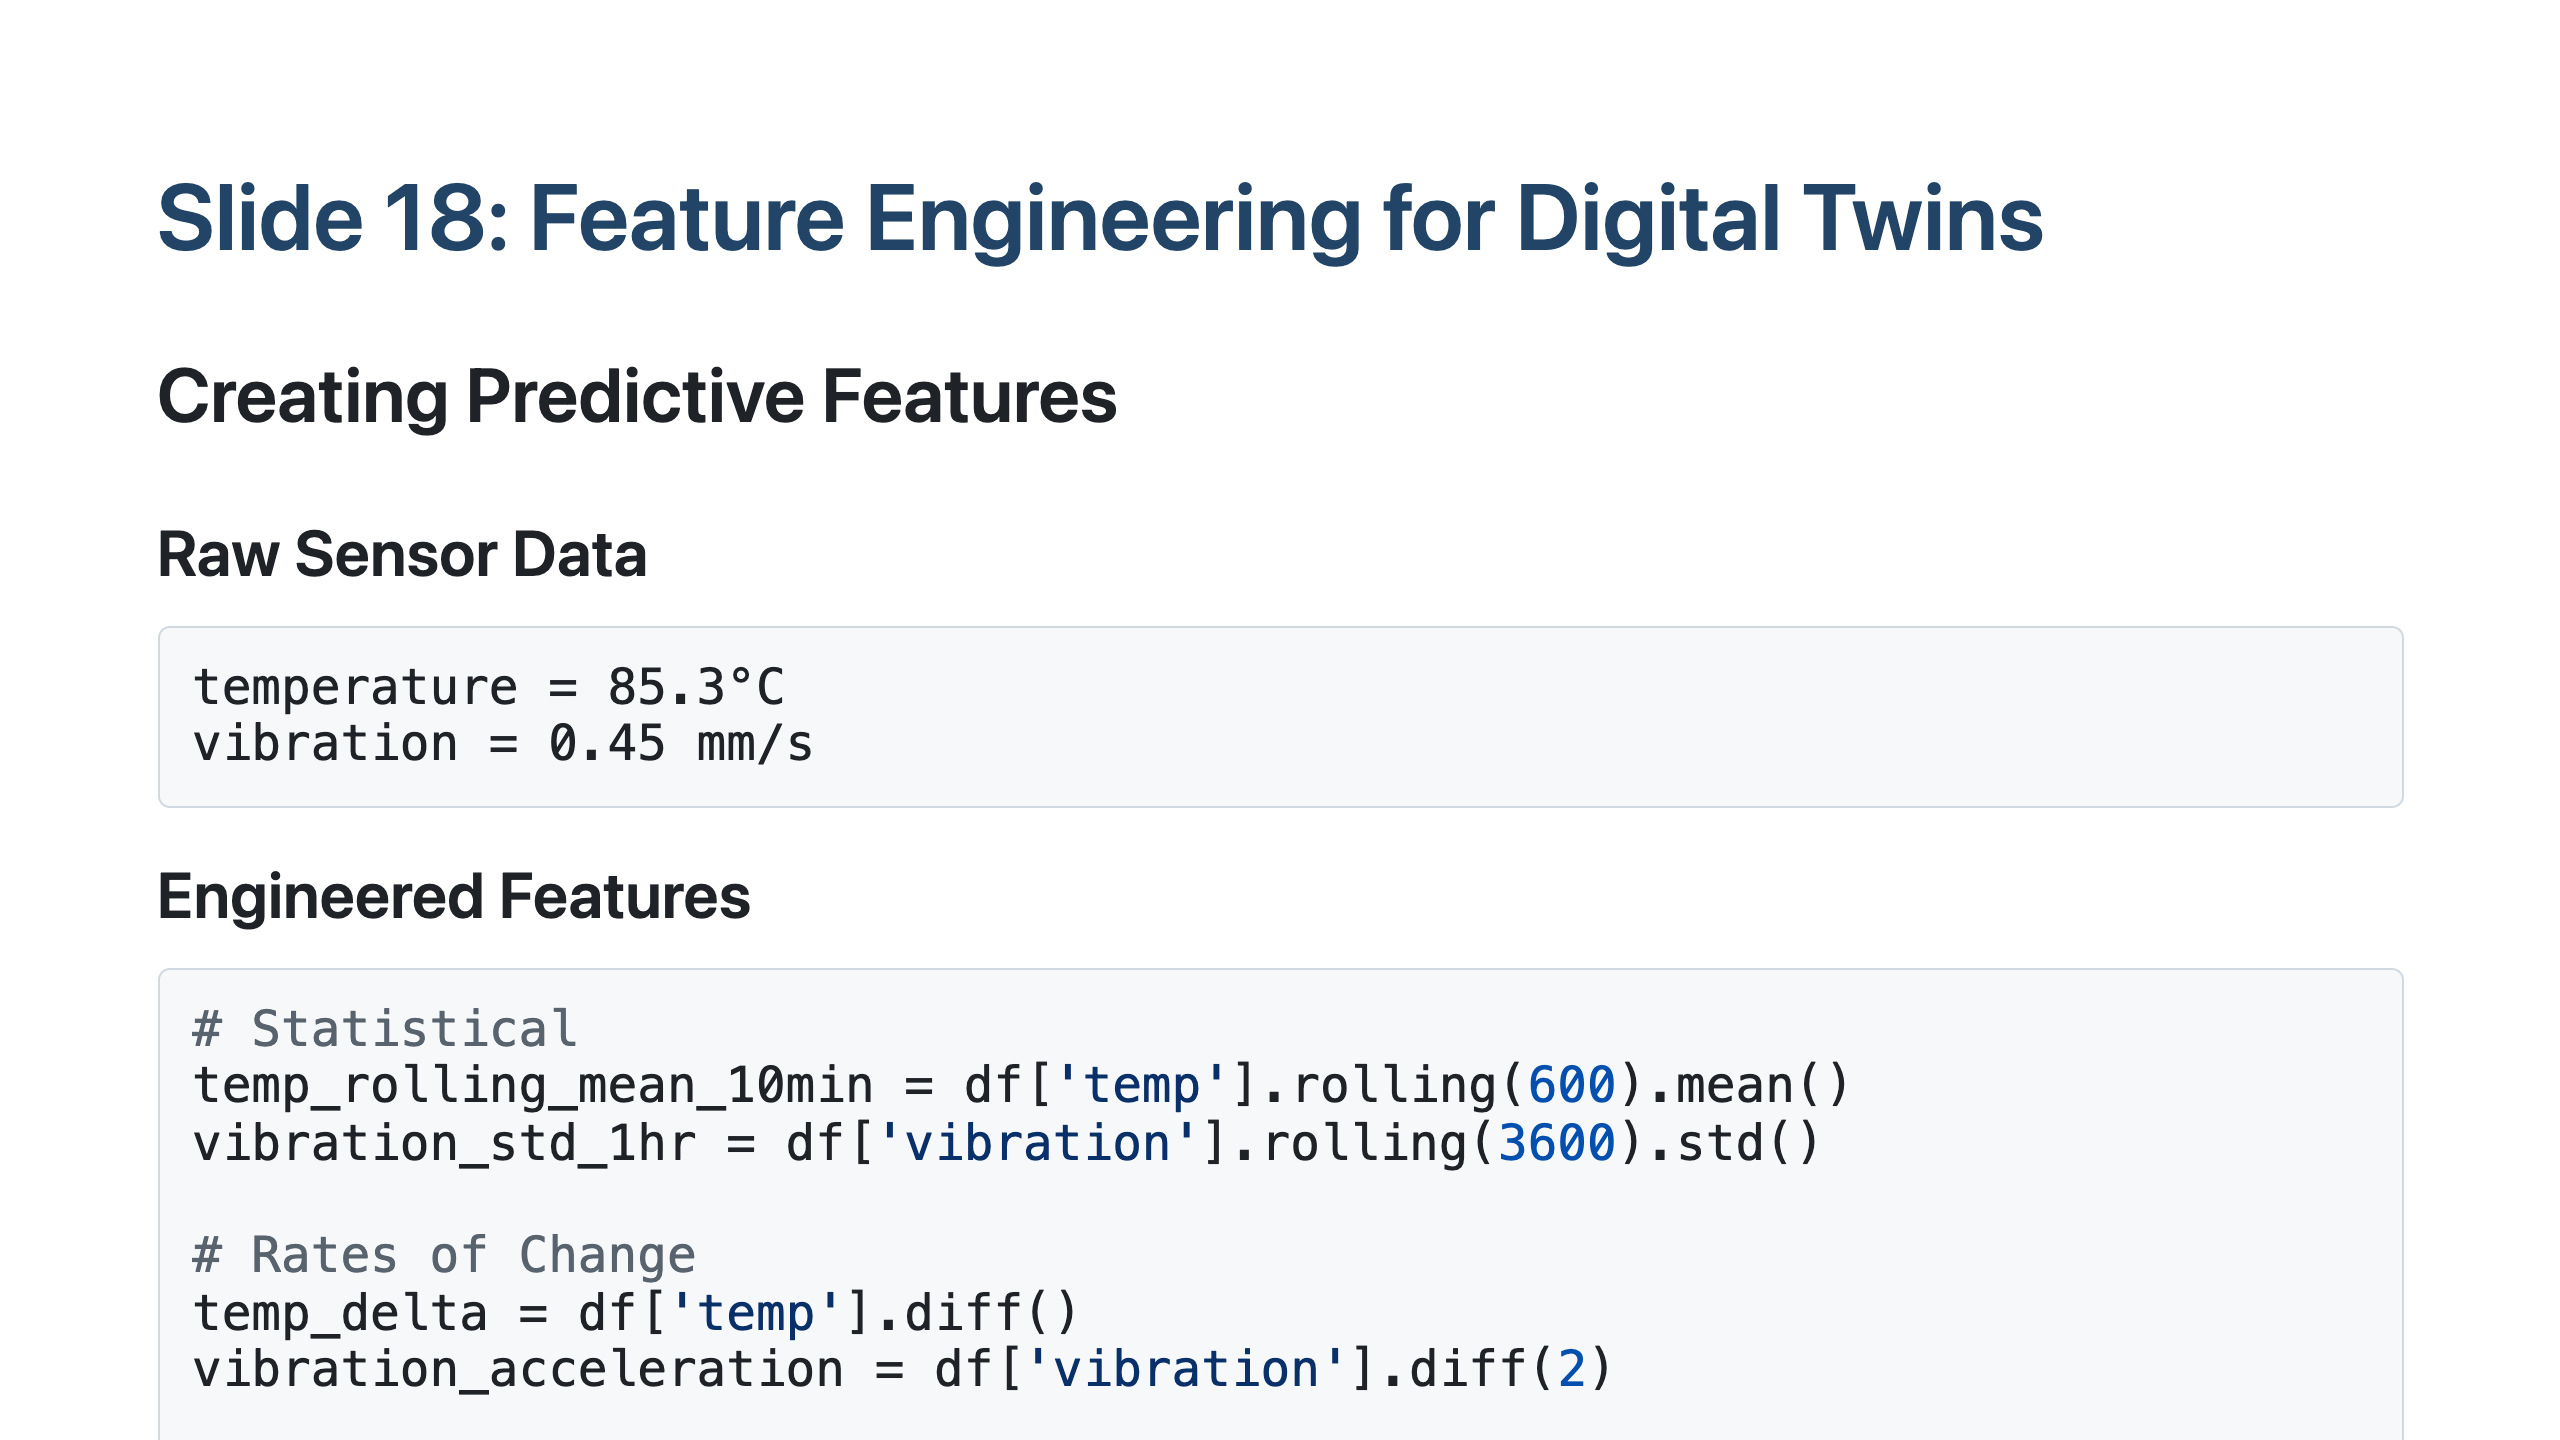 Slide 18: Feature Engineering for Digital Twins
Creating Predictive Features
Raw Sensor Data
temperature = 85.3°C
vibration = 0.45 mm/s
Engineered Features
# Statistical
temp_rolling_mean_10min = df['temp'].rolling(600).mean()
vibration_std_1hr = df['vibration'].rolling(3600).std()
# Rates of Change
temp_delta = df['temp'].diff()
vibration_acceleration = df['vibration'].diff(2)